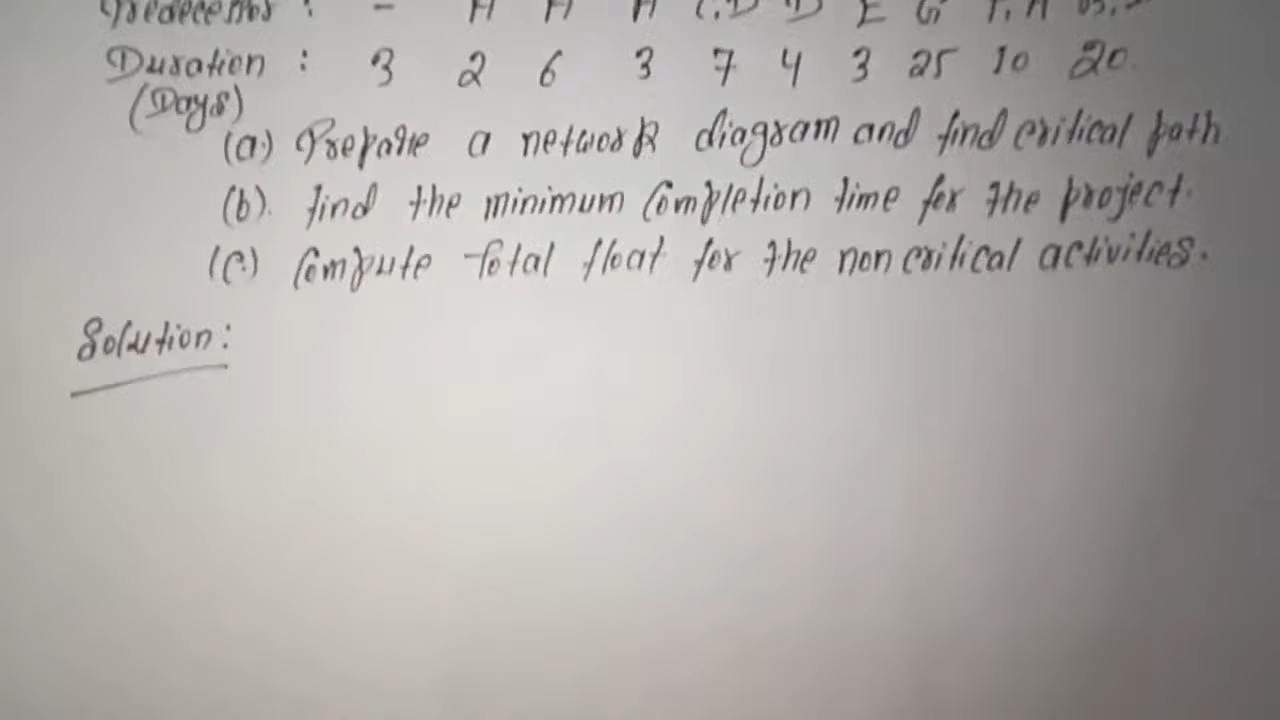 Duration : 3 2 6 3 7 4 3 25 10 20.
(Days)
(a.) Prepare a network diagram and find critical path
(b). find the minimum Completion time for the project.
(c.) Compute Total float for the non critical activities.
Solution: